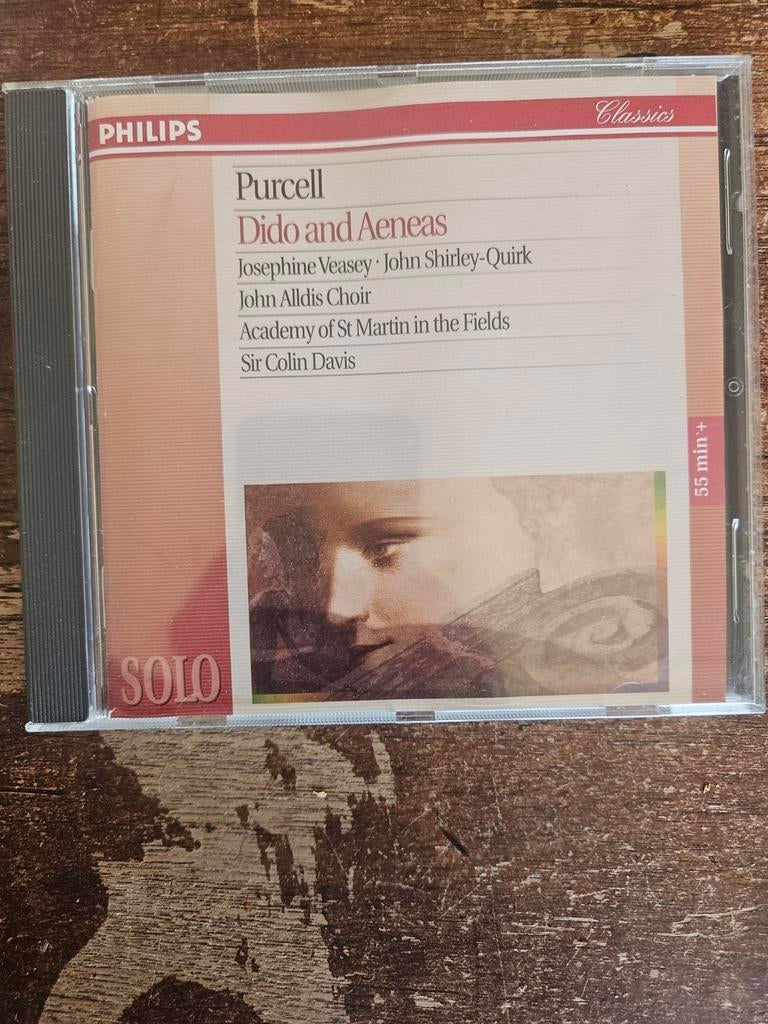 PHILIPS
Classics
Purcell
Dido and Aeneas
Josephine Veasey · John Shirley-Quirk
John Alldis Choir
Academy of St Martin in the Fields
Sir Colin Davis
55 min +
SOLO